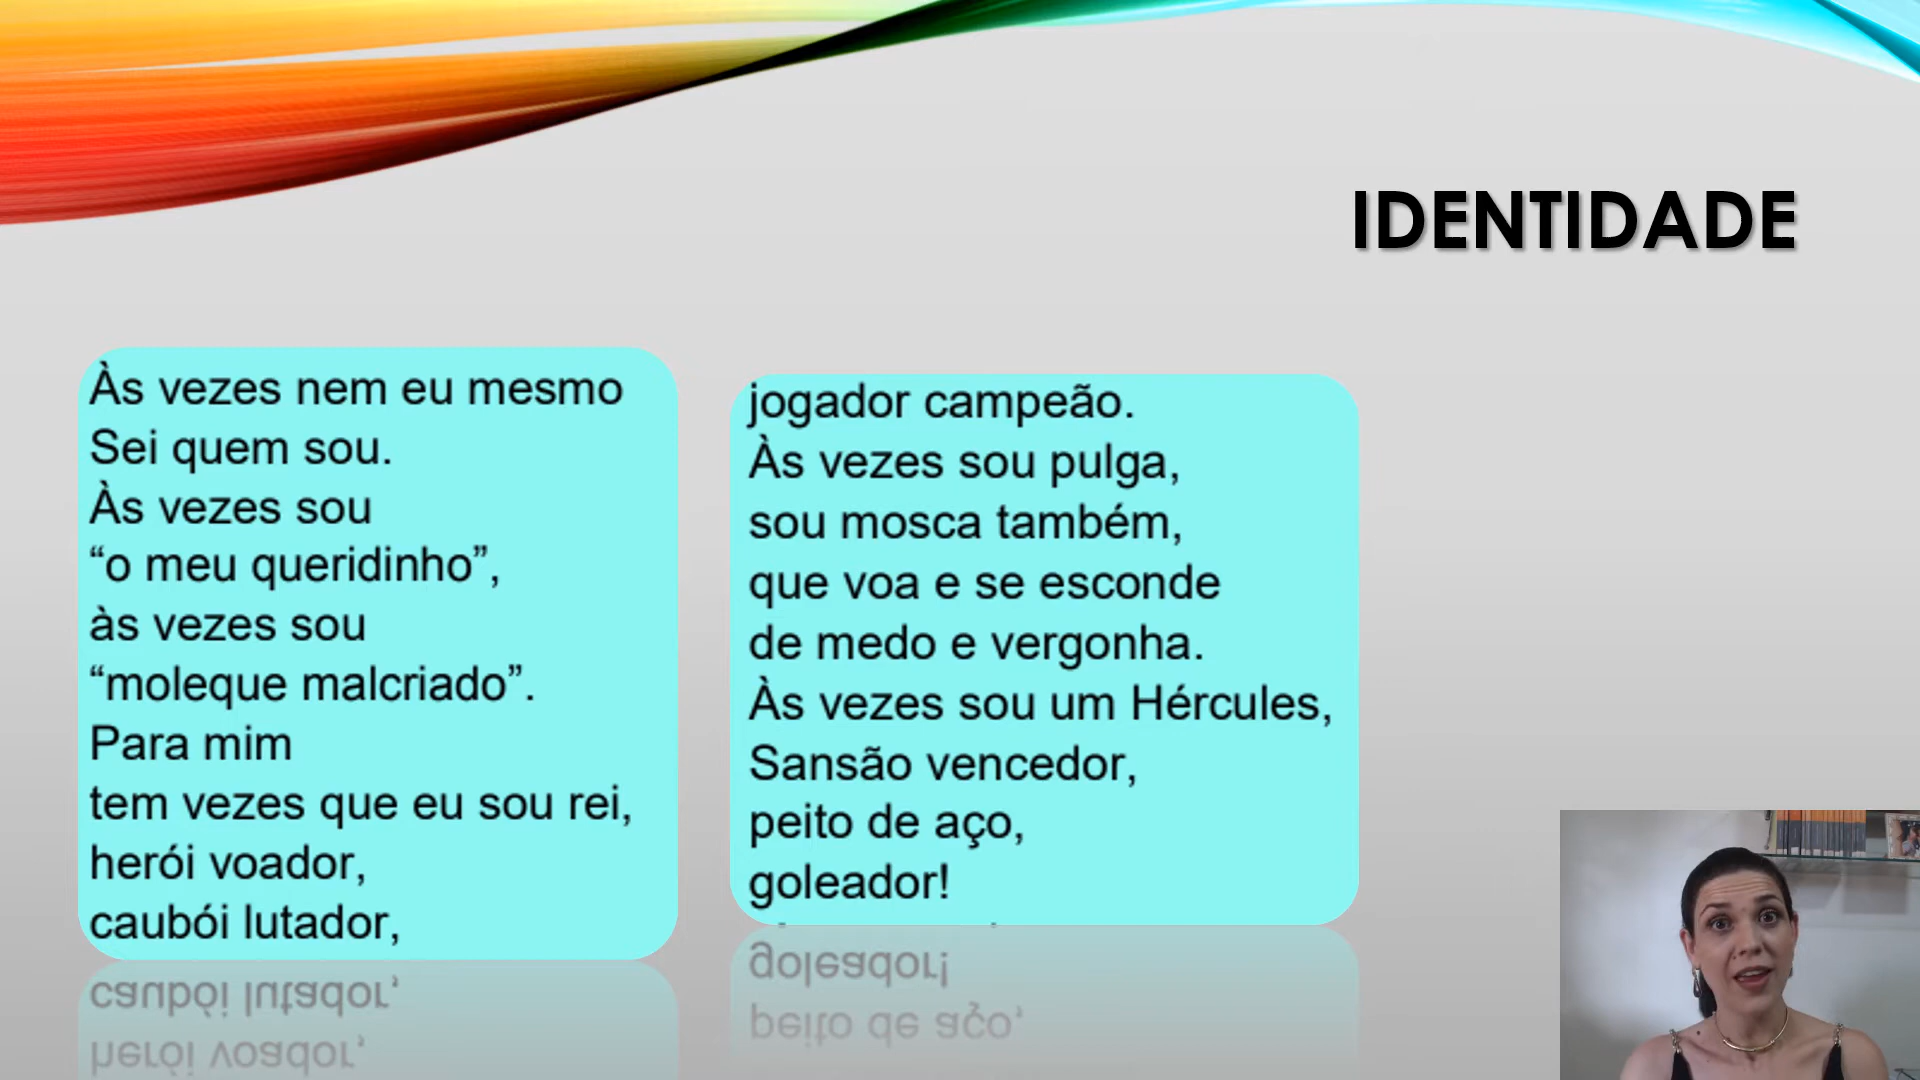 IDENTIDADE
Às vezes nem eu mesmo
Sei quem sou.
Às vezes sou
“o meu queridinho”,
às vezes sou
“moleque malcriado”.
Para mim
tem vezes que eu sou rei,
herói voador,
caubói lutador,
jogador campeão.
Às vezes sou pulga,
sou mosca também,
que voa e se esconde
de medo e vergonha.
Às vezes sou um Hércules,
Sansão vencedor,
peito de aço,
goleador!